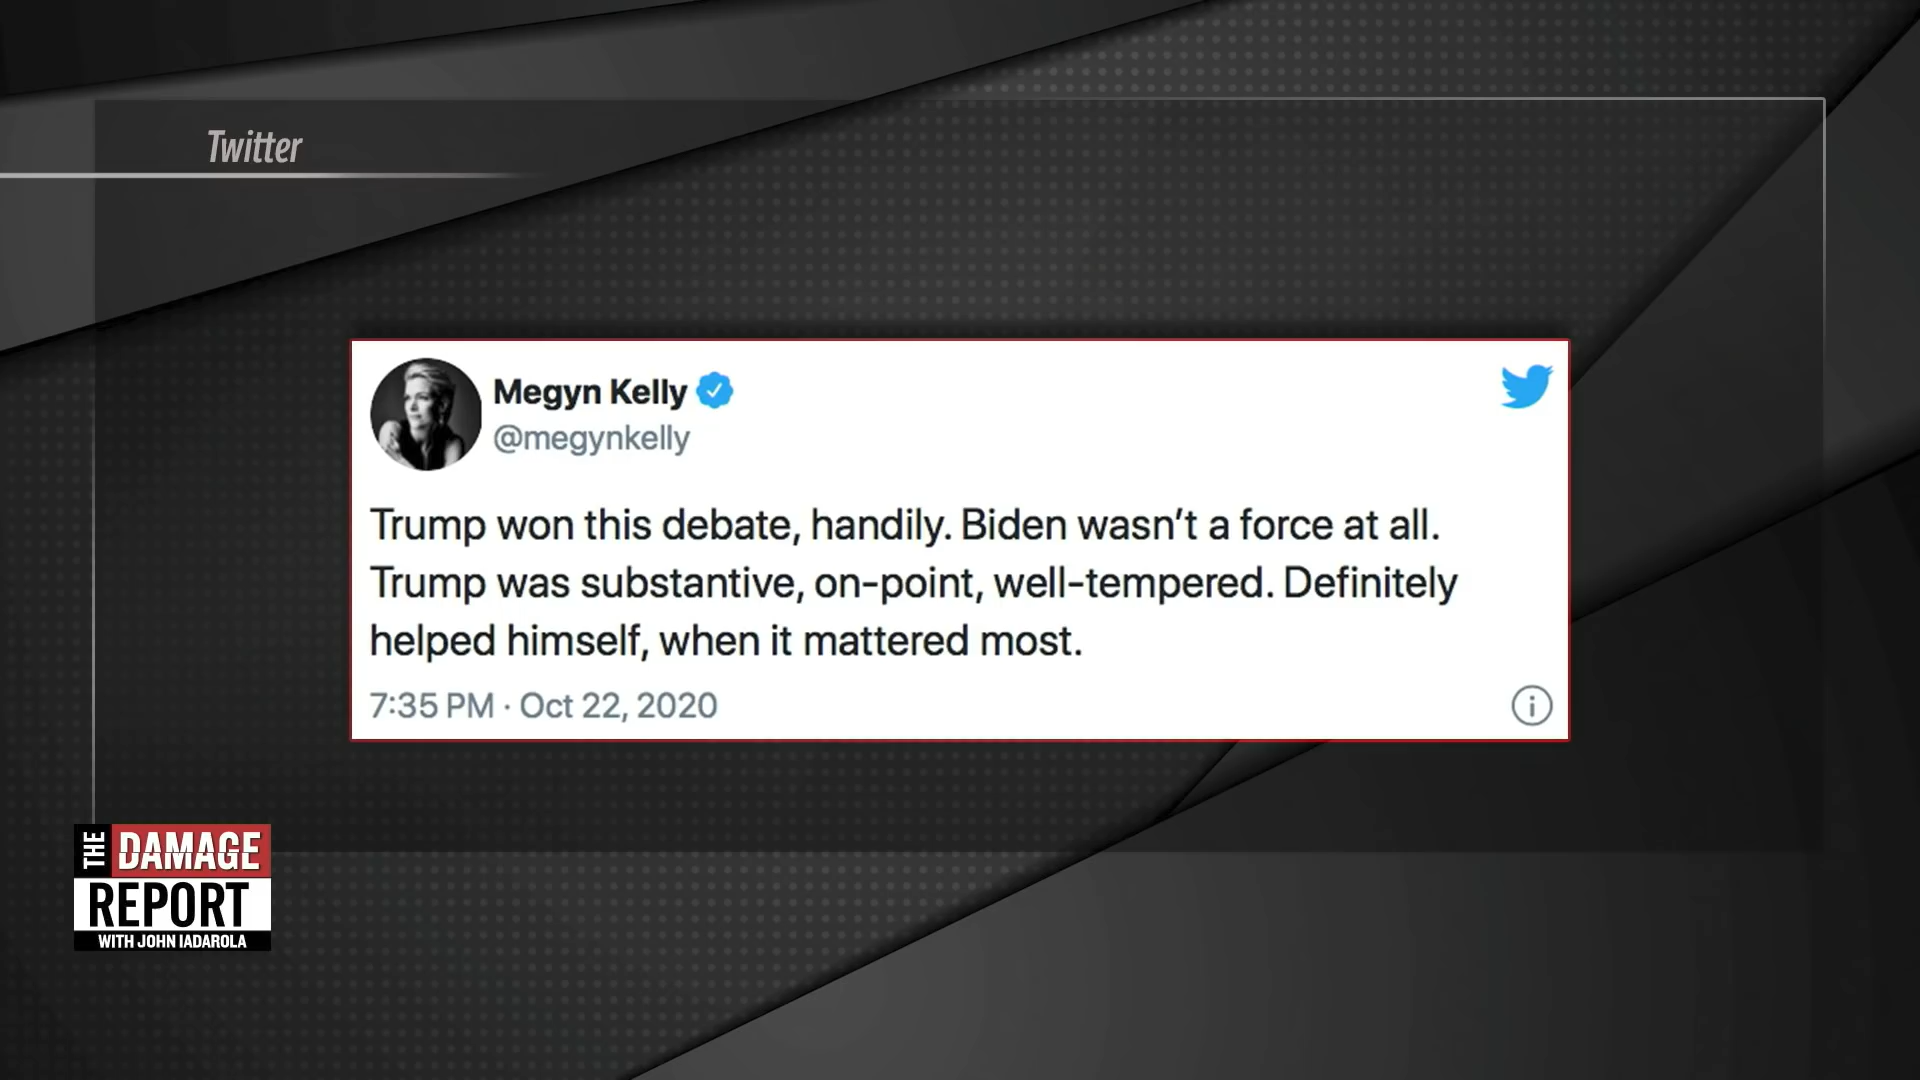 Twitter
Megyn Kelly
@megynkelly
Trump won this debate, handily. Biden wasn’t a force at all.
Trump was substantive, on-point, well-tempered. Definitely
helped himself, when it mattered most.
7:35 PM · Oct 22, 2020
THE
DAMAGE
REPORT
WITH JOHN IADAROLA